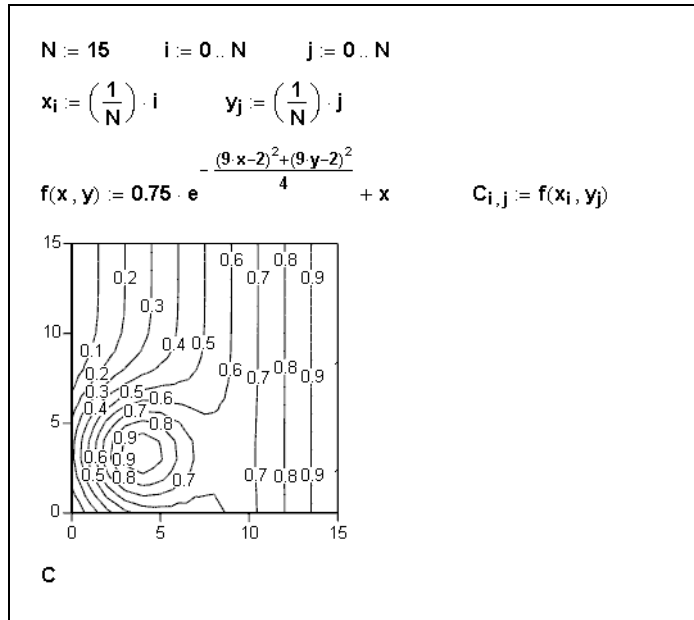 N := 15 i := 0 .. N j := 0 .. N
x_i := (1/N) · i y_j := (1/N) · j
f(x , y) := 0.75 · e^(-((9·x−2)^2+(9·y−2)^2)/4) + x C_i , j := f(x_i , y_j)
15
0.6 0.7 0.8 0.9
0.2
0.3
10
0.1 0.4 0.5
0.2 0.6 0.7 0.8 0.9
0.3 0.5 0.6
0.4 0.7 0.8
5
0.9
0.6 0.9
0.5 0.8 0.7 0.7 0.8 0.9
0
0 5 10 15
C